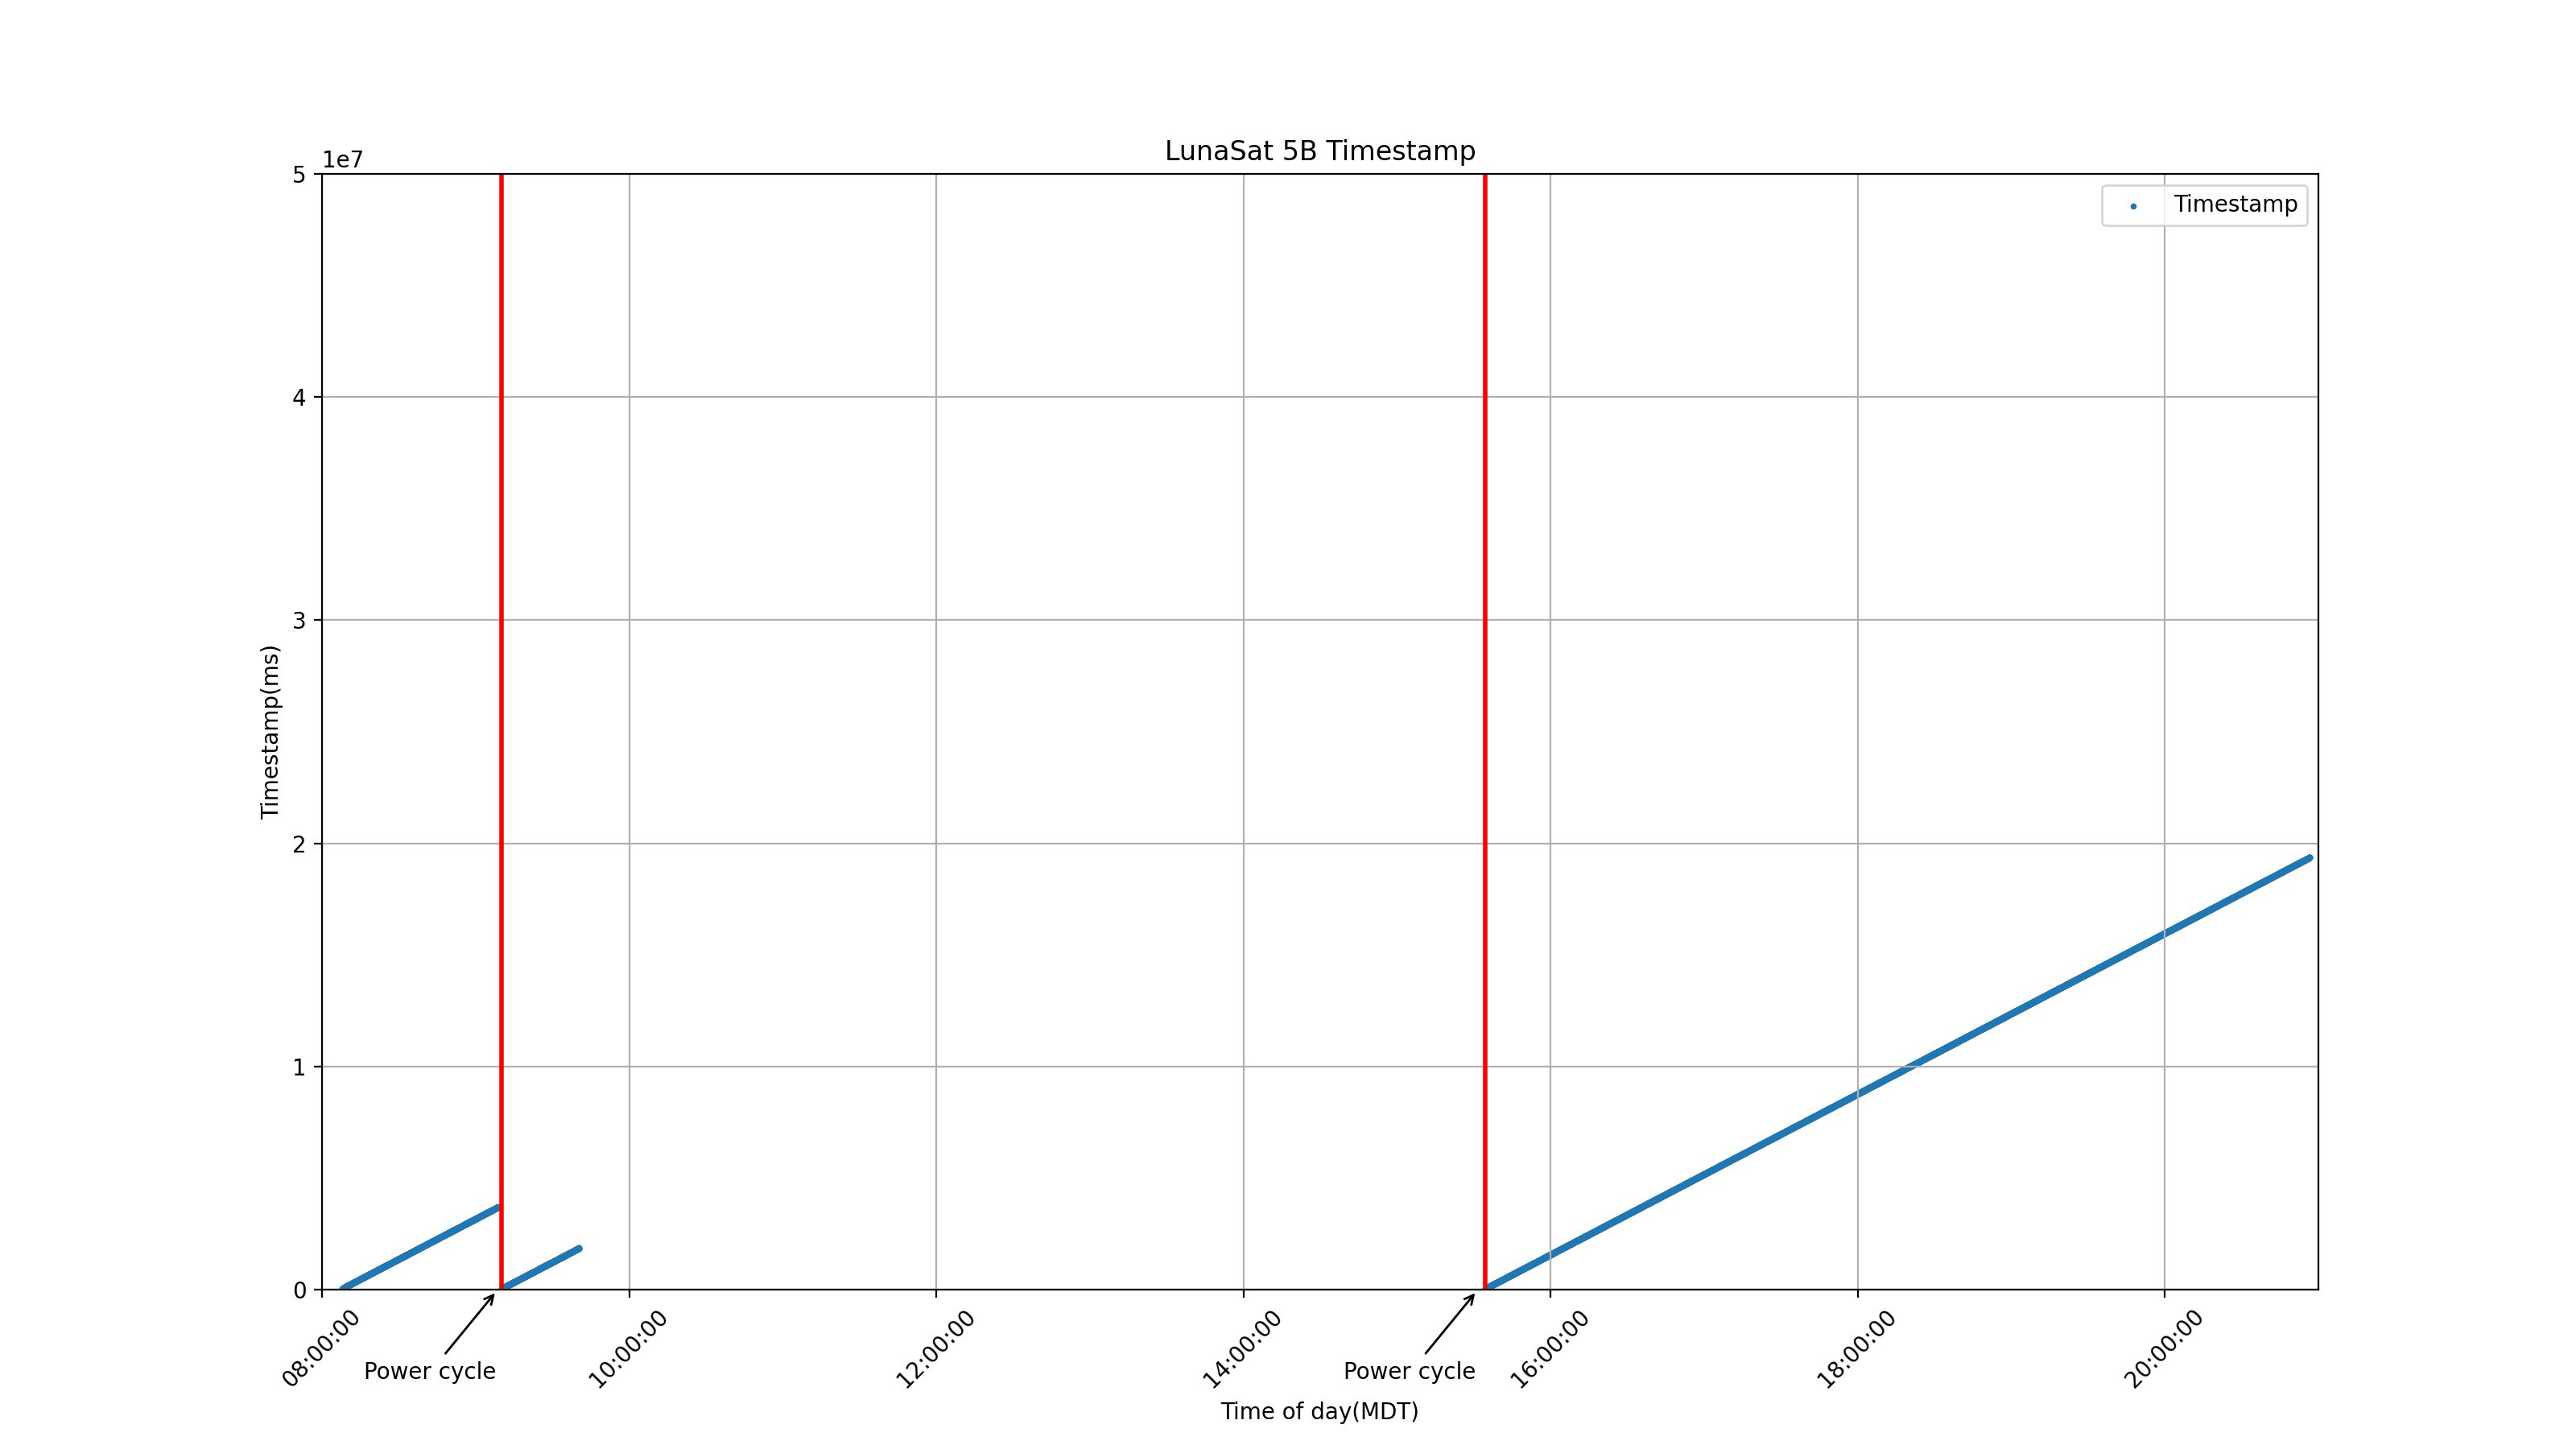 LunaSat 5B Timestamp
1e7
Timestamp
5
4
3
2
1
0
Timestamp(ms)
08:00:00
10:00:00
12:00:00
14:00:00
16:00:00
18:00:00
20:00:00
Power cycle
Power cycle
Time of day(MDT)